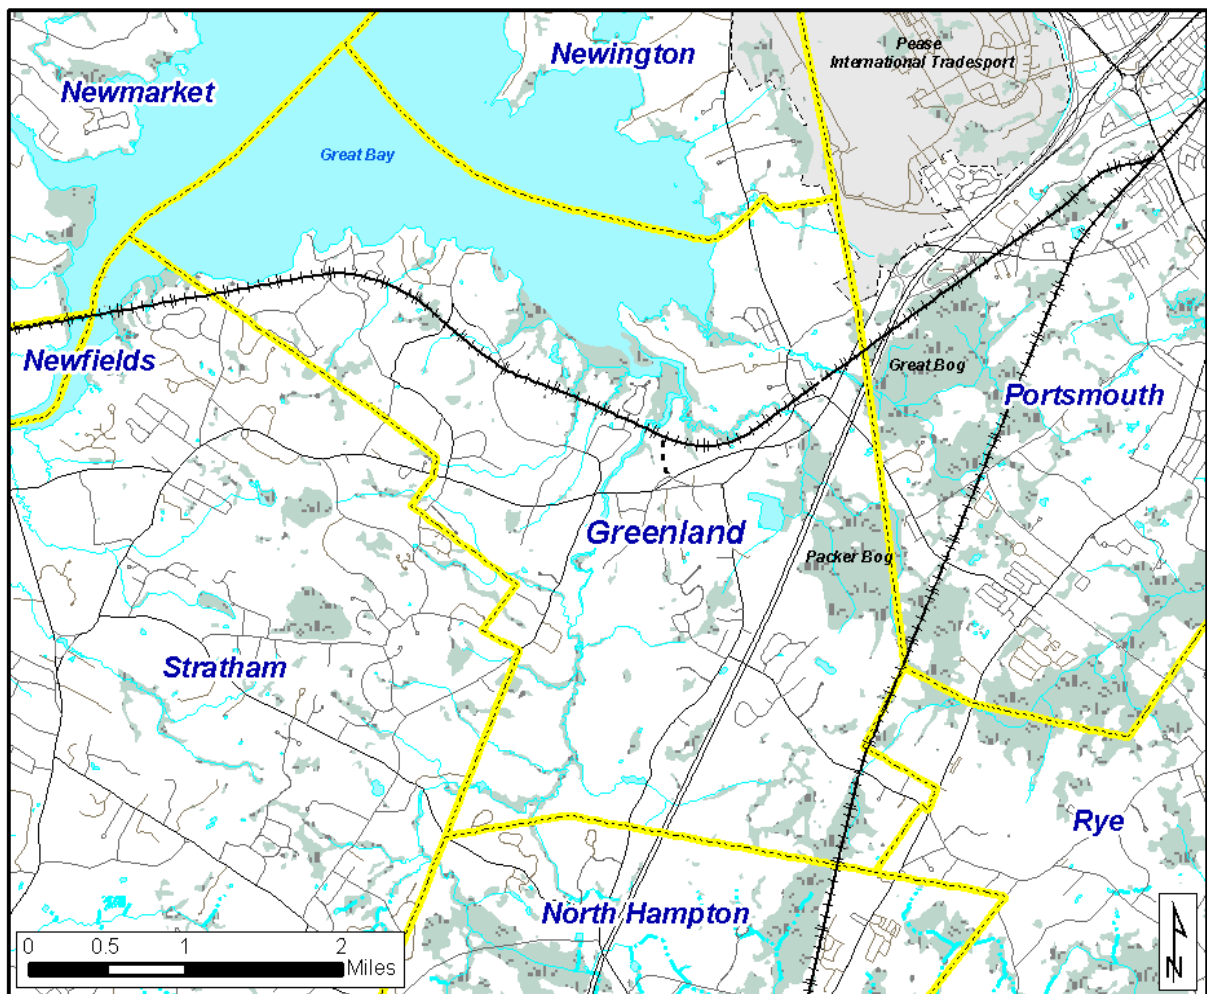 Pease
International Tradesport
Newington
Newmarket
Great Bay
Newfields
Great Bog
Portsmouth
Greenland
Packer Bog
Stratham
Rye
North Hampton
0 0.5 1 2
Miles
N